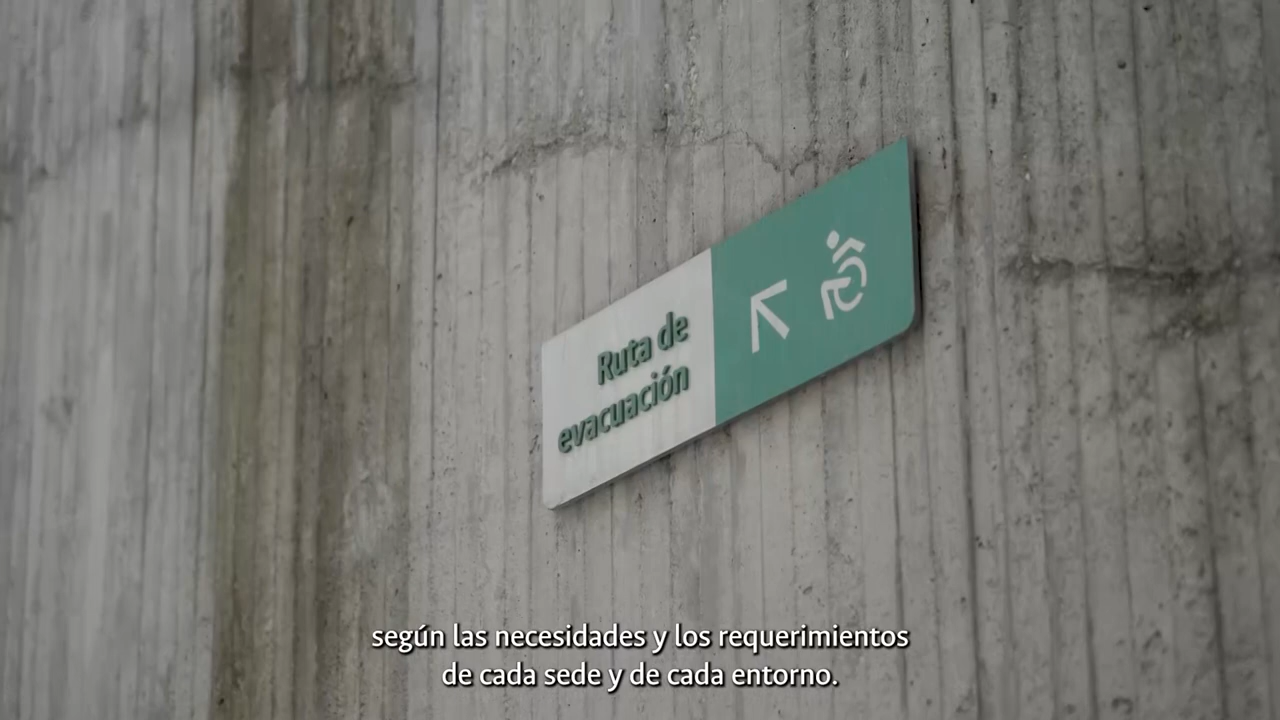 Ruta de
evacuación
según las necesidades y los requerimientos
de cada sede y de cada entorno.